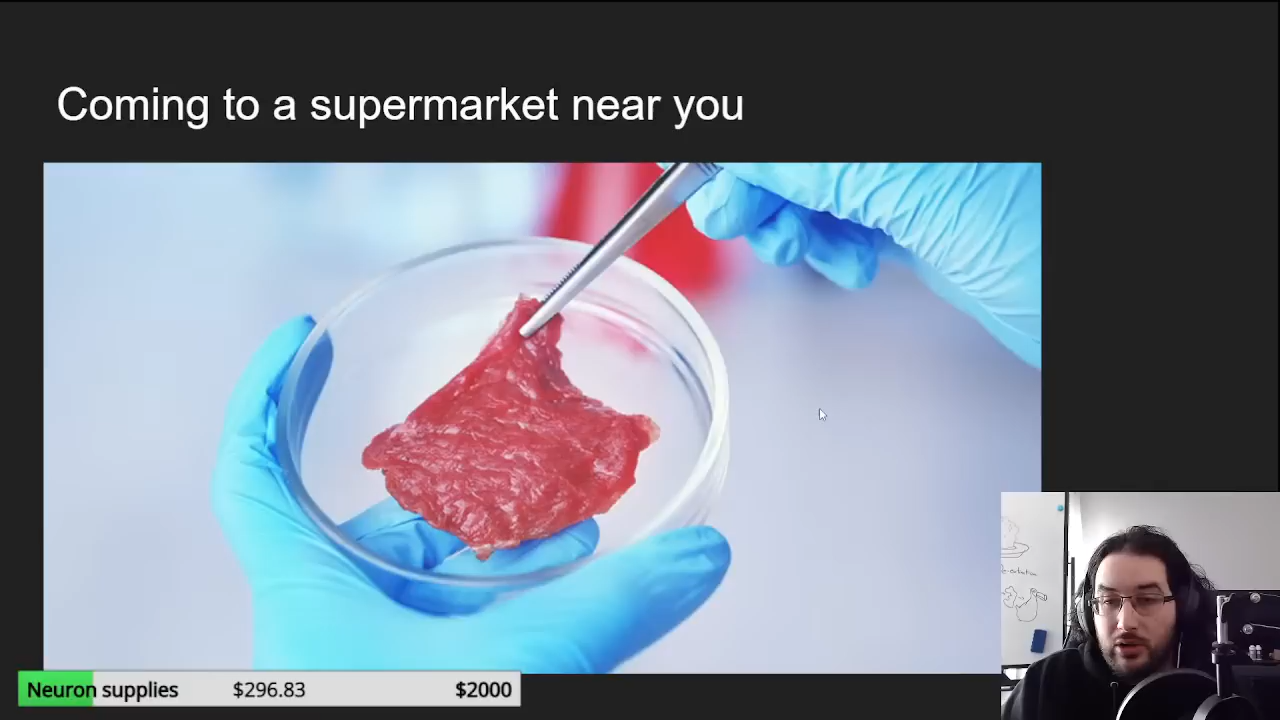 Coming to a supermarket near you
Neuron supplies $296.83 $2000